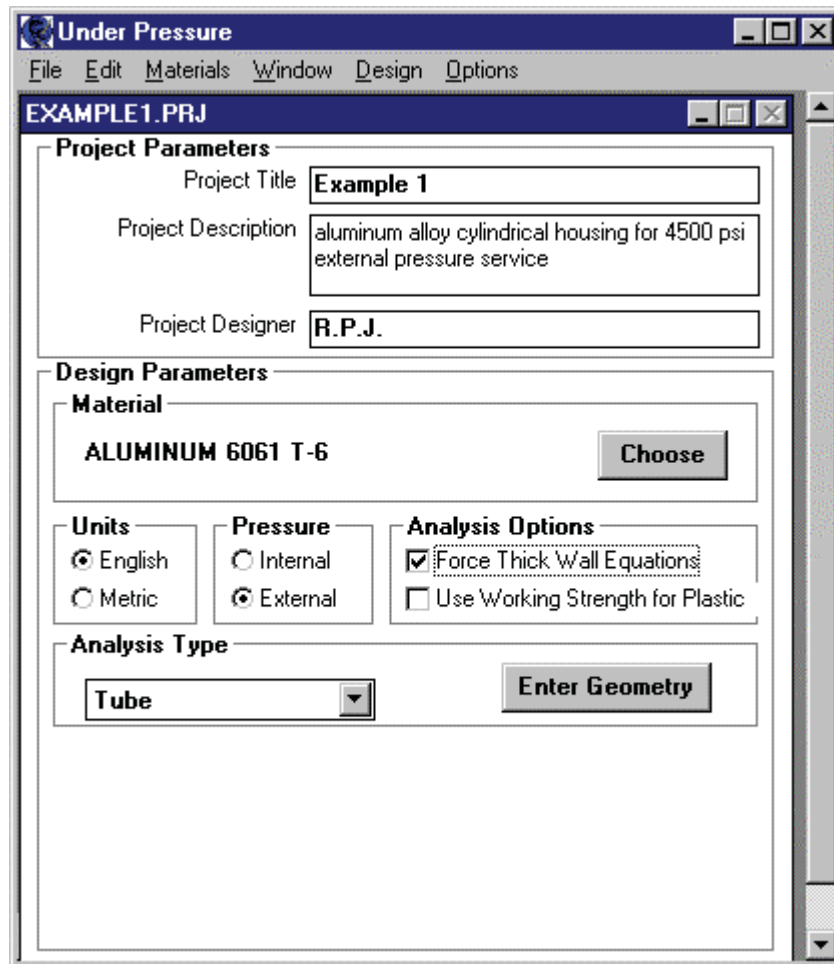 Under Pressure
File Edit Materials Window Design Options
EXAMPLE1.PRJ
Project Parameters
Project Title Example 1
Project Description aluminum alloy cylindrical housing for 4500 psi
external pressure service
Project Designer R.P.J.
Design Parameters
Material
ALUMINUM 6061 T-6 Choose
Units Pressure Analysis Options
English Internal Force Thick Wall Equations
Metric External Use Working Strength for Plastic
Analysis Type
Tube Enter Geometry